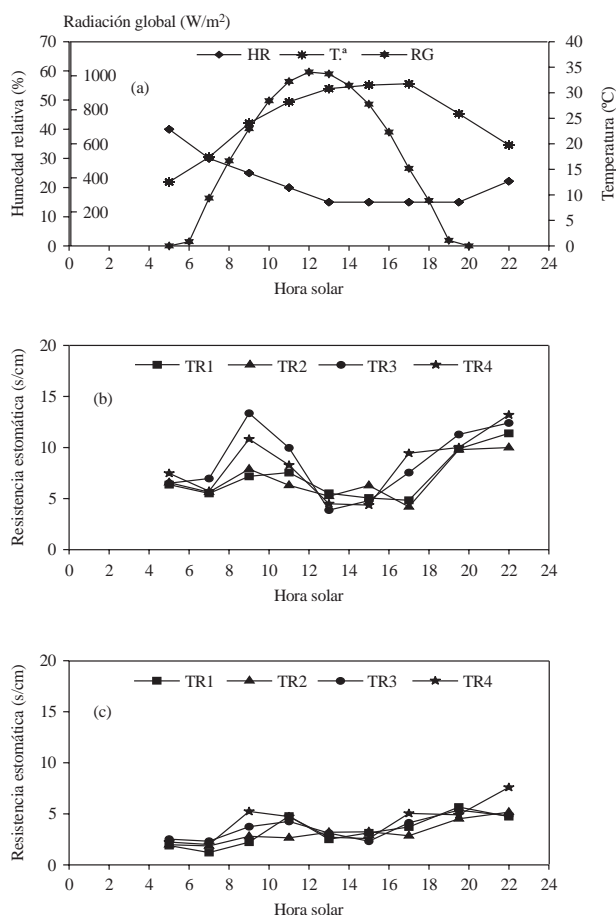 Radiación global (W/m²)
HR T.ª RG
(a)
Humedad relativa (%)
70
60
50
40
30
20
10
0
1000
800
600
400
200
40
35
30
25
20
15
10
5
0
Temperatura (ºC)
0 2 4 6 8 10 12 14 16 18 20 22 24
Hora solar
TR1 TR2 TR3 TR4
(b)
Resistencia estomática (s/cm)
20
15
10
5
0
0 2 4 6 8 10 12 14 16 18 20 22 24
Hora solar
TR1 TR2 TR3 TR4
(c)
Resistencia estomática (s/cm)
20
15
10
5
0
0 2 4 6 8 10 12 14 16 18 20 22 24
Hora solar